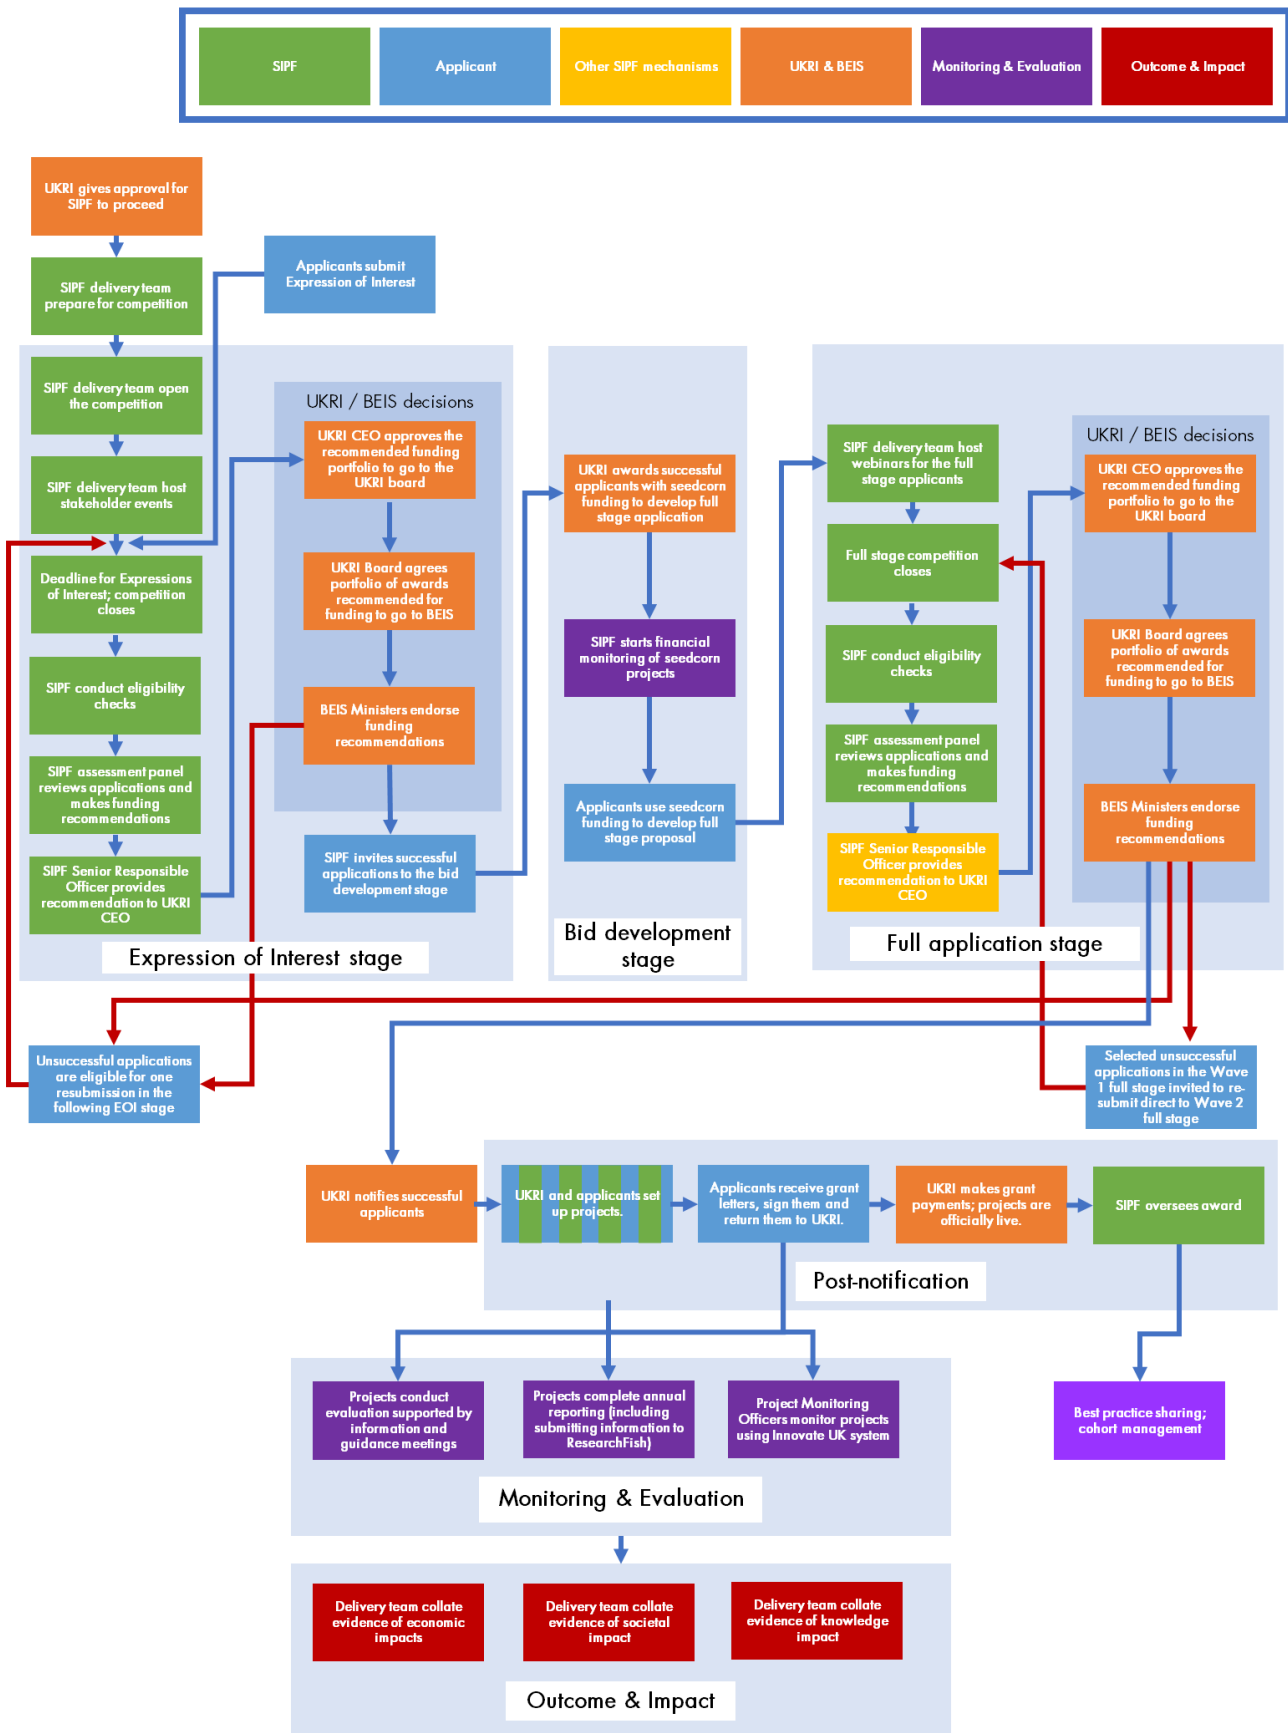 SIPF
Applicant
Other SIPF mechanisms
UKRI & BEIS
Monitoring & Evaluation
Outcome & Impact
UKRI gives approval for
SIPF to proceed
SIPF delivery team
prepare for competition
Applicants submit
Expression of Interest
SIPF delivery team open
the competition
SIPF delivery team host
stakeholder events
Deadline for Expressions
of Interest; competition
closes
SIPF conduct eligibility
checks
SIPF assessment panel
reviews applications and
makes funding
recommendations
SIPF Senior Responsible
Officer provides
recommendation to UKRI
CEO
UKRI / BEIS decisions
UKRI CEO approves the
recommended funding
portfolio to go to the
UKRI board
UKRI Board agrees
portfolio of awards
recommended for
funding to go to BEIS
BEIS Ministers endorse
funding
recommendations
SIPF invites successful
applications to the bid
development stage
Expression of Interest stage
UKRI awards successful
applicants with seedcorn
funding to develop full
stage application
SIPF starts financial
monitoring of seedcorn
projects
Applicants use seedcorn
funding to develop full
stage proposal
Bid development
stage
SIPF delivery team host
webinars for the full
stage applicants
Full stage competition
closes
SIPF conduct eligibility
checks
SIPF assessment panel
reviews applications and
makes funding
recommendations
SIPF Senior Responsible
Officer provides
recommendation to UKRI
CEO
UKRI / BEIS decisions
UKRI CEO approves the
recommended funding
portfolio to go to the
UKRI board
UKRI Board agrees
portfolio of awards
recommended for
funding to go to BEIS
BEIS Ministers endorse
funding
recommendations
Full application stage
Unsuccessful applications
are eligible for one
resubmission in the
following EOI stage
Selected unsuccessful
applications in the Wave
1 full stage invited to re-
submit direct to Wave 2
full stage
UKRI notifies successful
applicants
UKRI and applicants set
up projects.
Applicants receive grant
letters, sign them and
return them to UKRI.
UKRI makes grant
payments; projects are
officially live.
SIPF oversees award
Post-notification
Projects conduct
evaluation supported by
information and
guidance meetings
Projects complete annual
reporting (including
submitting information to
ResearchFish)
Project Monitoring
Officers monitor projects
using Innovate UK system
Best practice sharing;
cohort management
Monitoring & Evaluation
Delivery team collate
evidence of economic
impacts
Delivery team collate
evidence of societal
impact
Delivery team collate
evidence of knowledge
impact
Outcome & Impact